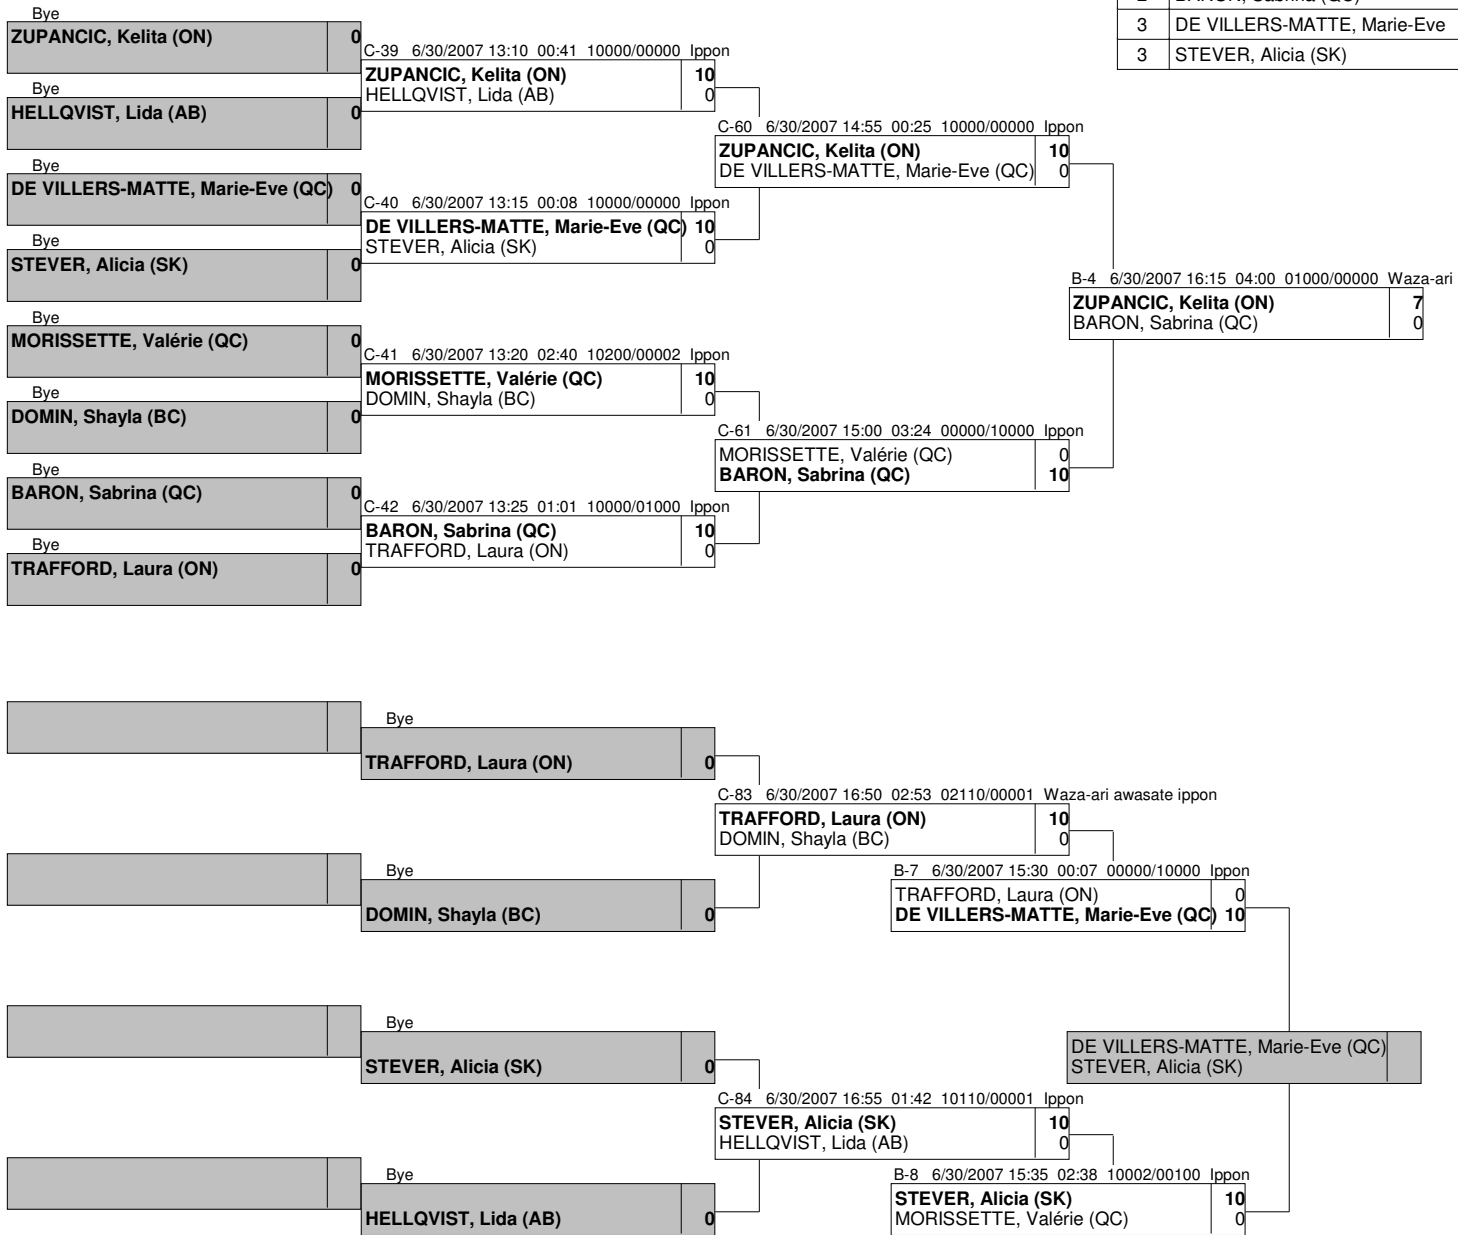 Bye
ZUPANCIC, Kelita (ON) 0
Bye
HELLQVIST, Lida (AB) 0
Bye
DE VILLERS-MATTE, Marie-Eve (QC) 0
Bye
STEVER, Alicia (SK) 0
Bye
MORISSETTE, Valérie (QC) 0
Bye
DOMIN, Shayla (BC) 0
Bye
BARON, Sabrina (QC) 0
Bye
TRAFFORD, Laura (ON) 0
C-39 6/30/2007 13:10 00:41 10000/00000 Ippon
ZUPANCIC, Kelita (ON) 10
HELLQVIST, Lida (AB) 0
C-40 6/30/2007 13:15 00:08 10000/00000 Ippon
DE VILLERS-MATTE, Marie-Eve (QC) 10
STEVER, Alicia (SK) 0
C-41 6/30/2007 13:20 02:40 10200/00002 Ippon
MORISSETTE, Valérie (QC) 10
DOMIN, Shayla (BC) 0
C-42 6/30/2007 13:25 01:01 10000/01000 Ippon
BARON, Sabrina (QC) 10
TRAFFORD, Laura (ON) 0
C-60 6/30/2007 14:55 00:25 10000/00000 Ippon
ZUPANCIC, Kelita (ON) 10
DE VILLERS-MATTE, Marie-Eve (QC) 0
C-61 6/30/2007 15:00 03:24 00000/10000 Ippon
MORISSETTE, Valérie (QC) 0
BARON, Sabrina (QC) 10
B-4 6/30/2007 16:15 04:00 01000/00000 Waza-ari
ZUPANCIC, Kelita (ON) 7
BARON, Sabrina (QC) 0
2 BARON, Sabrina (QC)
3 DE VILLERS-MATTE, Marie-Eve
3 STEVER, Alicia (SK)
Bye
TRAFFORD, Laura (ON) 0
Bye
DOMIN, Shayla (BC) 0
Bye
STEVER, Alicia (SK) 0
Bye
HELLQVIST, Lida (AB) 0
C-83 6/30/2007 16:50 02:53 02110/00001 Waza-ari awasate ippon
TRAFFORD, Laura (ON) 10
DOMIN, Shayla (BC) 0
B-7 6/30/2007 15:30 00:07 00000/10000 Ippon
TRAFFORD, Laura (ON) 0
DE VILLERS-MATTE, Marie-Eve (QC) 10
DE VILLERS-MATTE, Marie-Eve (QC)
STEVER, Alicia (SK)
C-84 6/30/2007 16:55 01:42 10110/00001 Ippon
STEVER, Alicia (SK) 10
HELLQVIST, Lida (AB) 0
B-8 6/30/2007 15:35 02:38 10002/00100 Ippon
STEVER, Alicia (SK) 10
MORISSETTE, Valérie (QC) 0